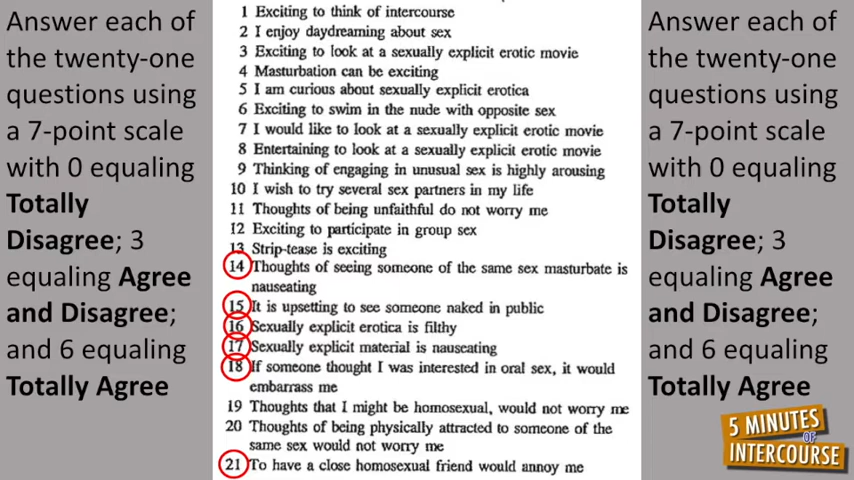 Answer each of
the twenty-one
questions using
a 7-point scale
with 0 equaling
Totally
Disagree; 3
equaling Agree
and Disagree;
and 6 equaling
Totally Agree
1 Exciting to think of intercourse
2 I enjoy daydreaming about sex
3 Exciting to look at a sexually explicit erotic movie
4 Masturbation can be exciting
5 I am curious about sexually explicit erotica
6 Exciting to swim in the nude with opposite sex
7 I would like to look at a sexually explicit erotic movie
8 Entertaining to look at a sexually explicit erotic movie
9 Thinking of engaging in unusual sex is highly arousing
10 I wish to try several sex partners in my life
11 Thoughts of being unfaithful do not worry me
12 Exciting to participate in group sex
13 Strip-tease is exciting
14 Thoughts of seeing someone of the same sex masturbate is
nauseating
15 It is upsetting to see someone naked in public
16 Sexually explicit erotica is filthy
17 Sexually explicit material is nauseating
18 If someone thought I was interested in oral sex, it would
embarrass me
19 Thoughts that I might be homosexual, would not worry me
20 Thoughts of being physically attracted to someone of the
same sex would not worry me
21 To have a close homosexual friend would annoy me
Answer each of
the twenty-one
questions using
a 7-point scale
with 0 equaling
Totally
Disagree; 3
equaling Agree
and Disagree;
and 6 equaling
Totally Agree
5 MINUTES
OF
INTERCOURSE